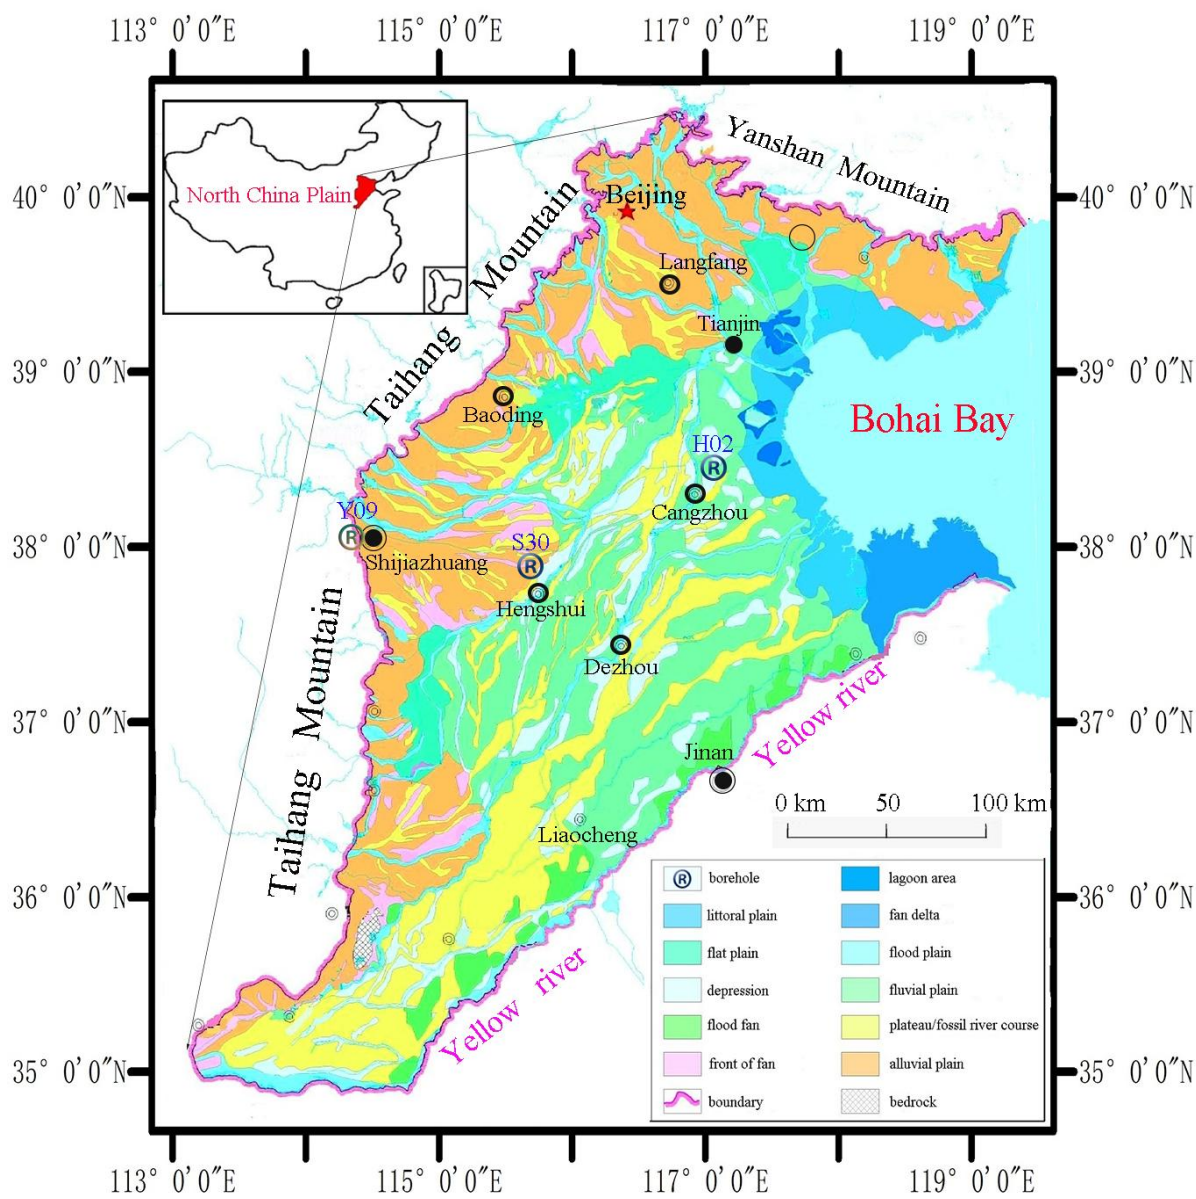 113° 0′0″E 115° 0′0″E 117° 0′0″E 119° 0′0″E
Yanshan Mountain
North China Plain
40° 0′0″N
40° 0′0″N
Beijing
Taihang Mountain
Langfang
Tianjin
39° 0′0″N
39° 0′0″N
Baoding
Bohai Bay
H02
R
Cangzhou
Y09
R
38° 0′0″N
38° 0′0″N
Shijiazhuang
S30
R
Hengshui
Dezhou
Taihang Mountain
37° 0′0″N
37° 0′0″N
Yellow river
Jinan
0 km 50 100 km
Liaocheng
36° 0′0″N
36° 0′0″N
Yellow river
35° 0′0″N
35° 0′0″N
R borehole
littoral plain
flat plain
depression
flood fan
front of fan
boundary
lagoon area
fan delta
flood plain
fluvial plain
plateau/fossil river course
alluvial plain
bedrock
113° 0′0″E 115° 0′0″E 117° 0′0″E 119° 0′0″E